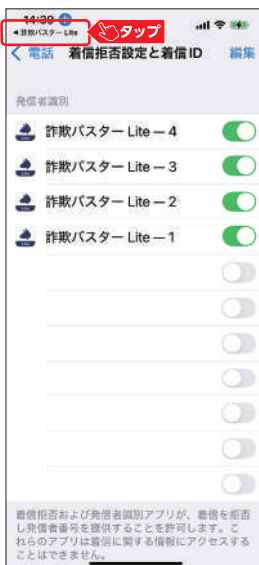 14:39
◀ 詐欺バスター Lite
タップ
電話 着信拒否設定と着信 ID 編集
発信者識別
詐欺バスター Lite — 4
詐欺バスター Lite — 3
詐欺バスター Lite — 2
詐欺バスター Lite — 1
着信拒否および発信者識別アプリが、着信を拒否
し発信者番号を提供することを許可します。こ
れらのアプリは着信に関する情報にアクセスする
ことはできません。